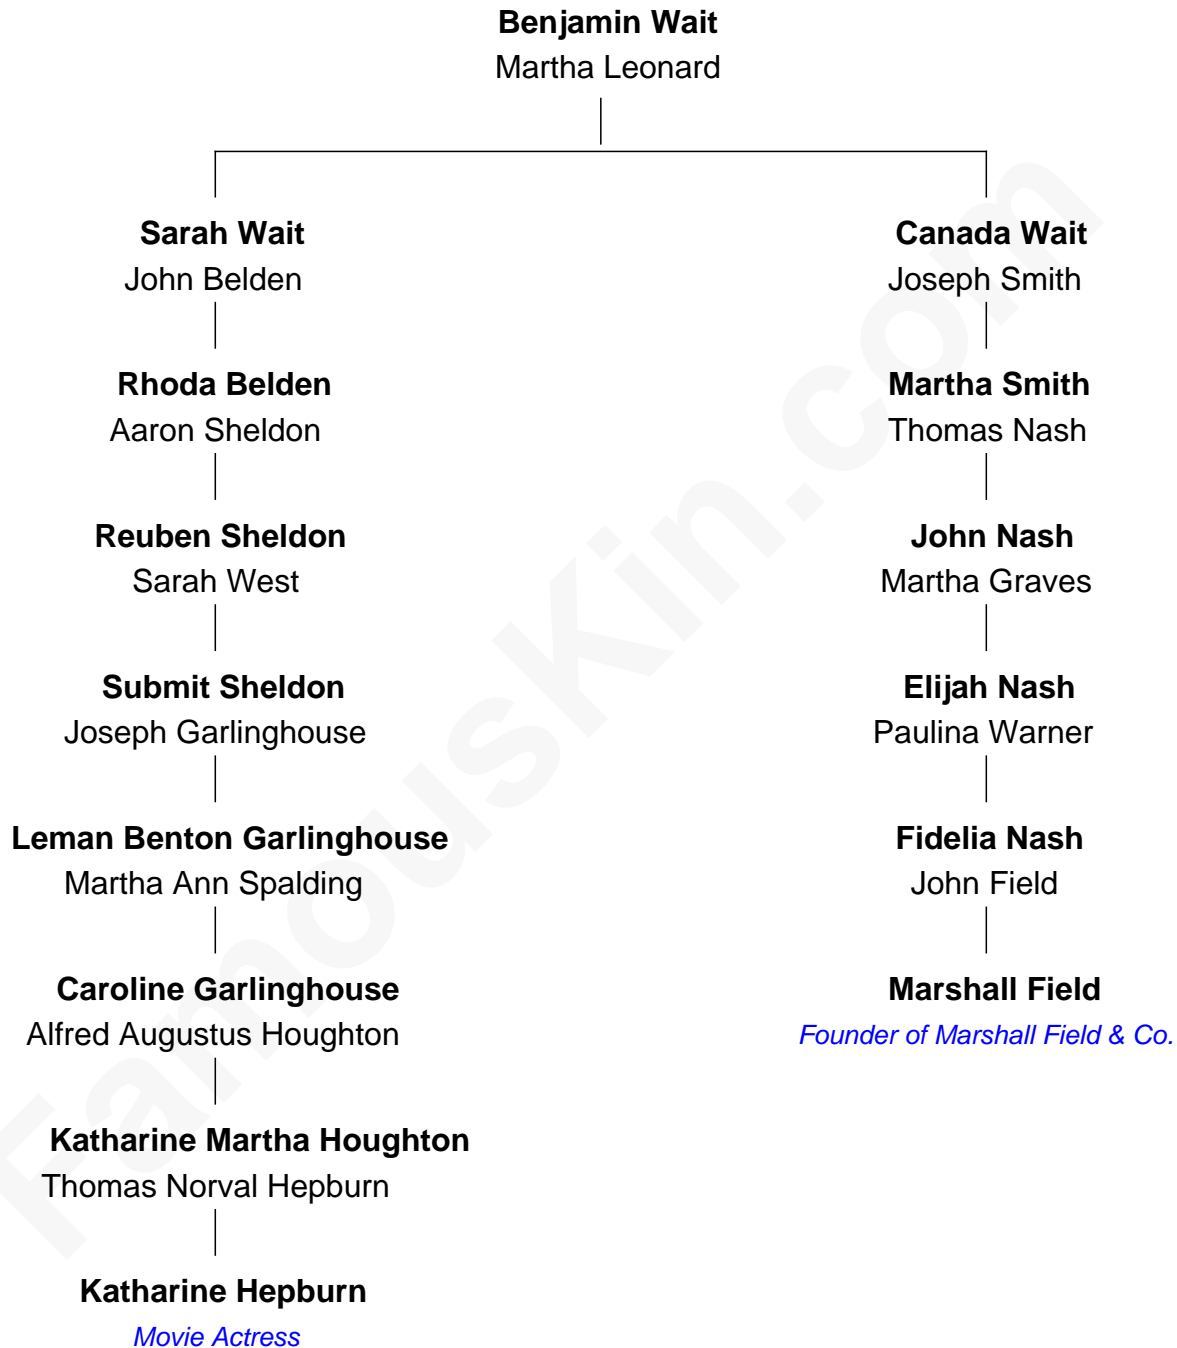 Benjamin Wait
Martha Leonard
Sarah Wait
John Belden
Rhoda Belden
Aaron Sheldon
Reuben Sheldon
Sarah West
Submit Sheldon
Joseph Garlinghouse
Leman Benton Garlinghouse
Martha Ann Spalding
Caroline Garlinghouse
Alfred Augustus Houghton
Katharine Martha Houghton
Thomas Norval Hepburn
Katharine Hepburn
Movie Actress
Canada Wait
Joseph Smith
Martha Smith
Thomas Nash
John Nash
Martha Graves
Elijah Nash
Paulina Warner
Fidelia Nash
John Field
Marshall Field
Founder of Marshall Field & Co.
FamousKin.com